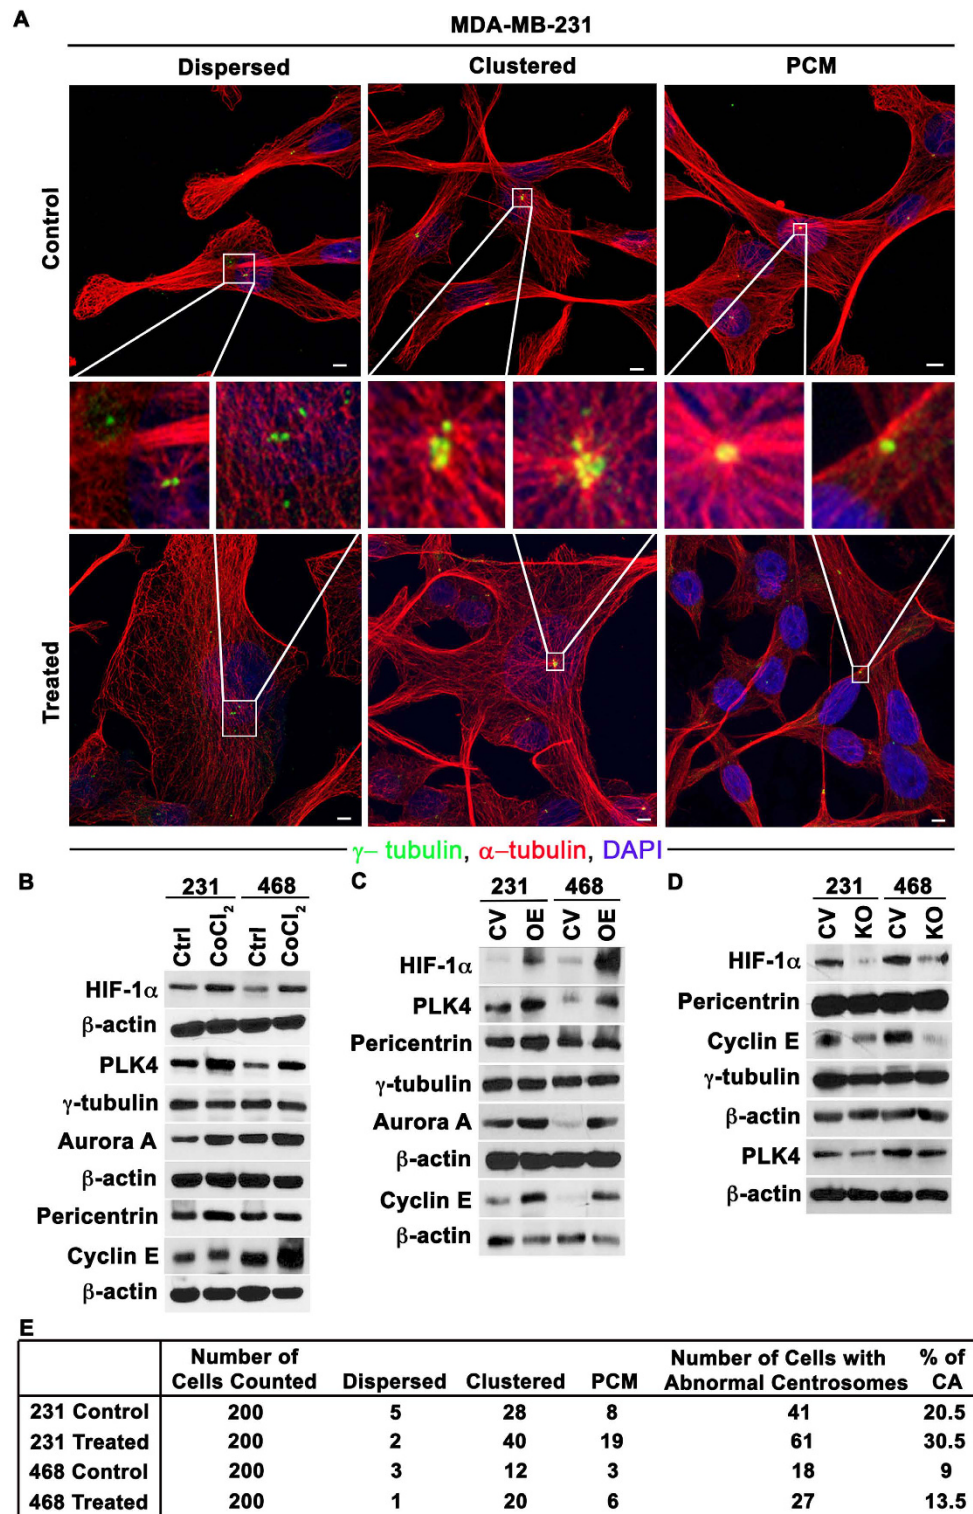 A
MDA-MB-231
Dispersed Clustered PCM
Control
Treated
γ– tubulin, α–tubulin, DAPI
B
231 468
Ctrl CoCl₂ Ctrl CoCl₂
HIF-1α
β-actin
PLK4
γ-tubulin
Aurora A
β-actin
Pericentrin
Cyclin E
β-actin
C
231 468
CV OE CV OE
HIF-1α
PLK4
Pericentrin
γ-tubulin
Aurora A
β-actin
Cyclin E
β-actin
D
231 468
CV KO CV KO
HIF-1α
Pericentrin
Cyclin E
γ-tubulin
β-actin
PLK4
β-actin
E
Number of Cells Counted Dispersed Clustered PCM Number of Cells with Abnormal Centrosomes % of CA
231 Control 200 5 28 8 41 20.5
231 Treated 200 2 40 19 61 30.5
468 Control 200 3 12 3 18 9
468 Treated 200 1 20 6 27 13.5